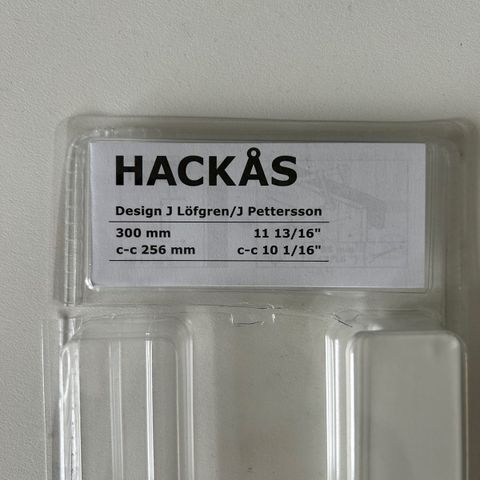 HACKÅS
Design J Löfgren/J Pettersson
300 mm 11 13/16"
c-c 256 mm c-c 10 1/16"